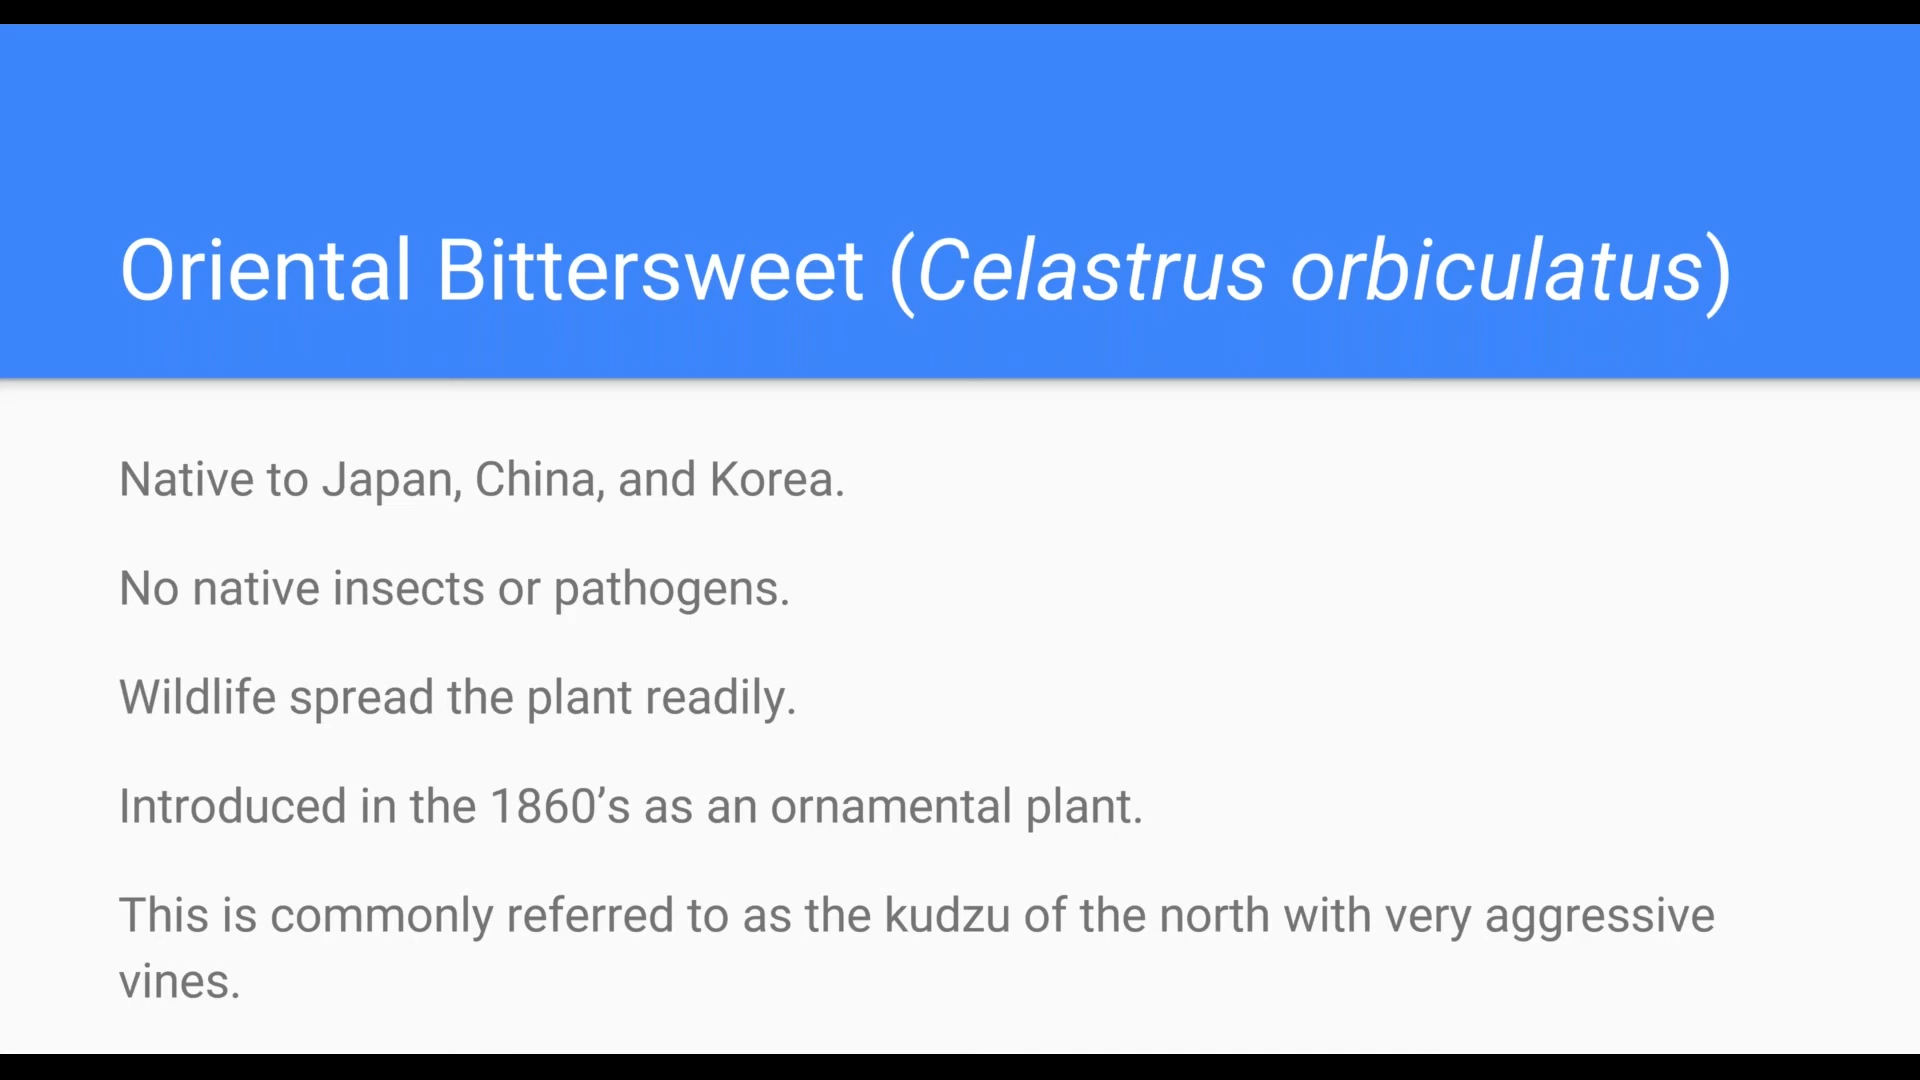 Oriental Bittersweet (Celastrus orbiculatus)
Native to Japan, China, and Korea.
No native insects or pathogens.
Wildlife spread the plant readily.
Introduced in the 1860’s as an ornamental plant.
This is commonly referred to as the kudzu of the north with very aggressive
vines.